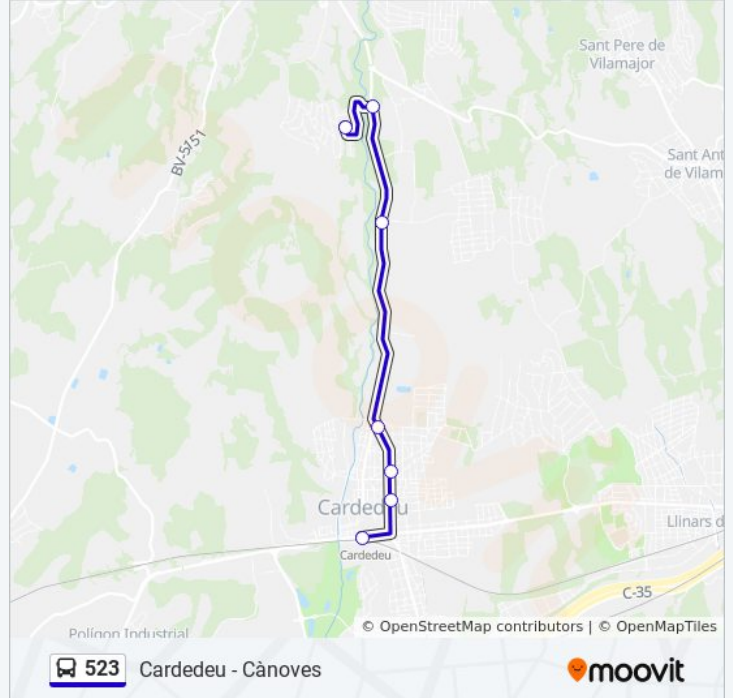 Sant Pere de
Vilamajor
BV-5151
Sant Ant
de Vilam
Cardedeu
Llinars d
Cardedeu
C-35
Polígon Industrial
© OpenStreetMap contributors | © OpenMapTiles
523 Cardedeu - Cànoves
moovit